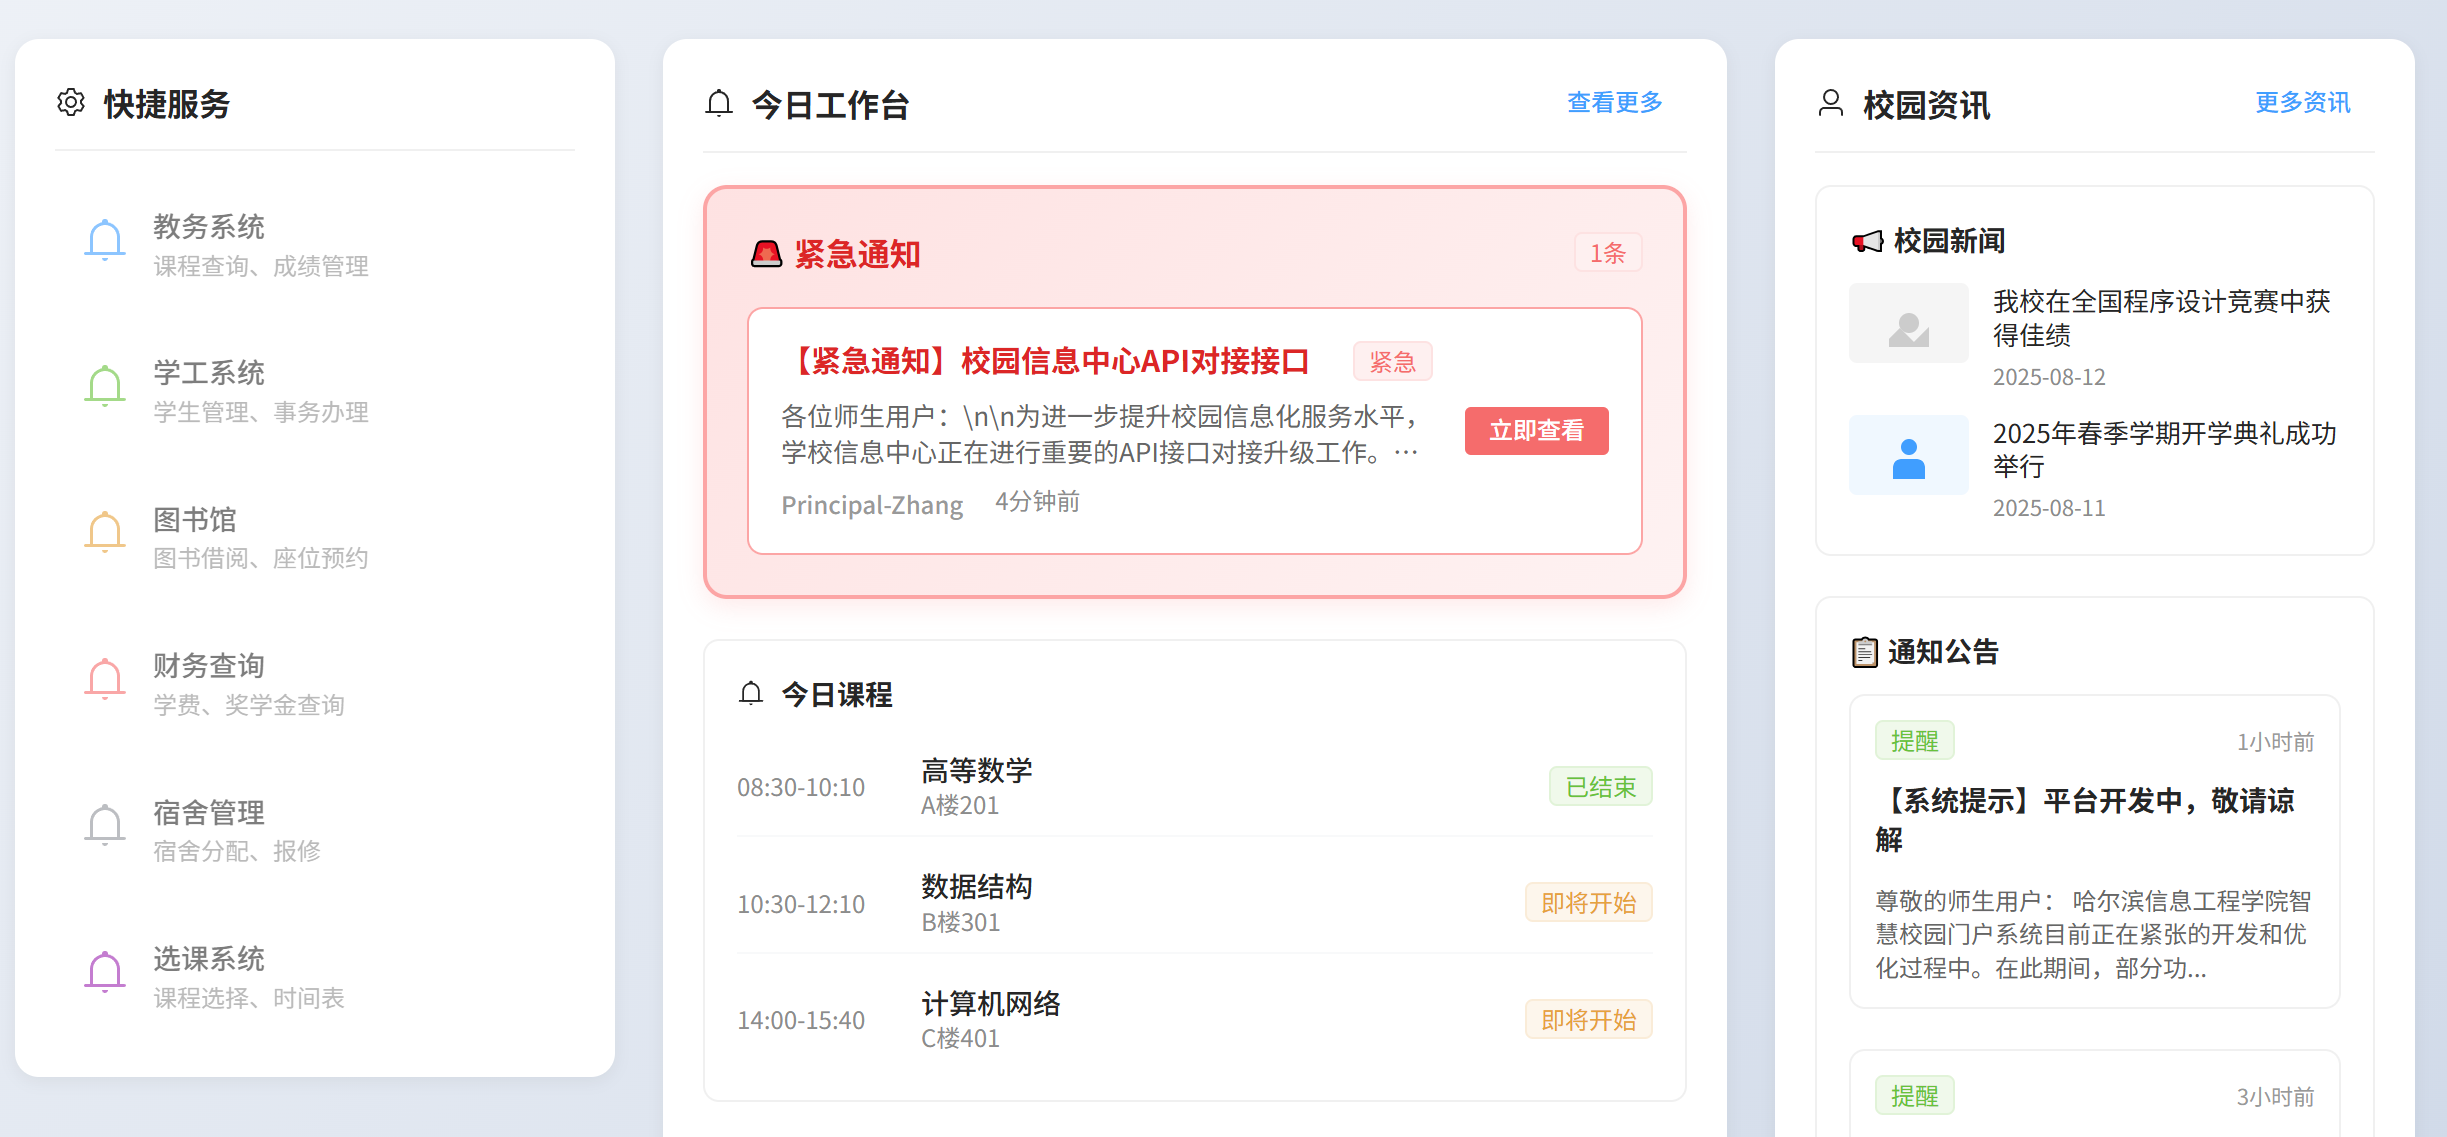 快捷服务
教务系统
课程查询、成绩管理
学工系统
学生管理、事务办理
图书馆
图书借阅、座位预约
财务查询
学费、奖学金查询
宿舍管理
宿舍分配、报修
选课系统
课程选择、时间表
今日工作台
查看更多
紧急通知
1条
【紧急通知】校园信息中心API对接接口
紧急
各位师生用户：\n\n为进一步提升校园信息化服务水平，
学校信息中心正在进行重要的API接口对接升级工作。…
立即查看
Principal-Zhang
4分钟前
今日课程
08:30-10:10
高等数学
A楼201
已结束
10:30-12:10
数据结构
B楼301
即将开始
14:00-15:40
计算机网络
C楼401
即将开始
校园资讯
更多资讯
校园新闻
我校在全国程序设计竞赛中获
得佳绩
2025-08-12
2025年春季学期开学典礼成功
举行
2025-08-11
通知公告
提醒
1小时前
【系统提示】平台开发中，敬请谅
解
尊敬的师生用户： 哈尔滨信息工程学院智
慧校园门户系统目前正在紧张的开发和优
化过程中。在此期间，部分功...
提醒
3小时前